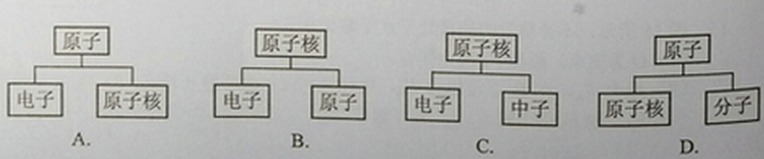 原子 原子核 原子核 原子
电子 原子核 电子 原子 电子 中子 原子核 分子
A. B. C. D.